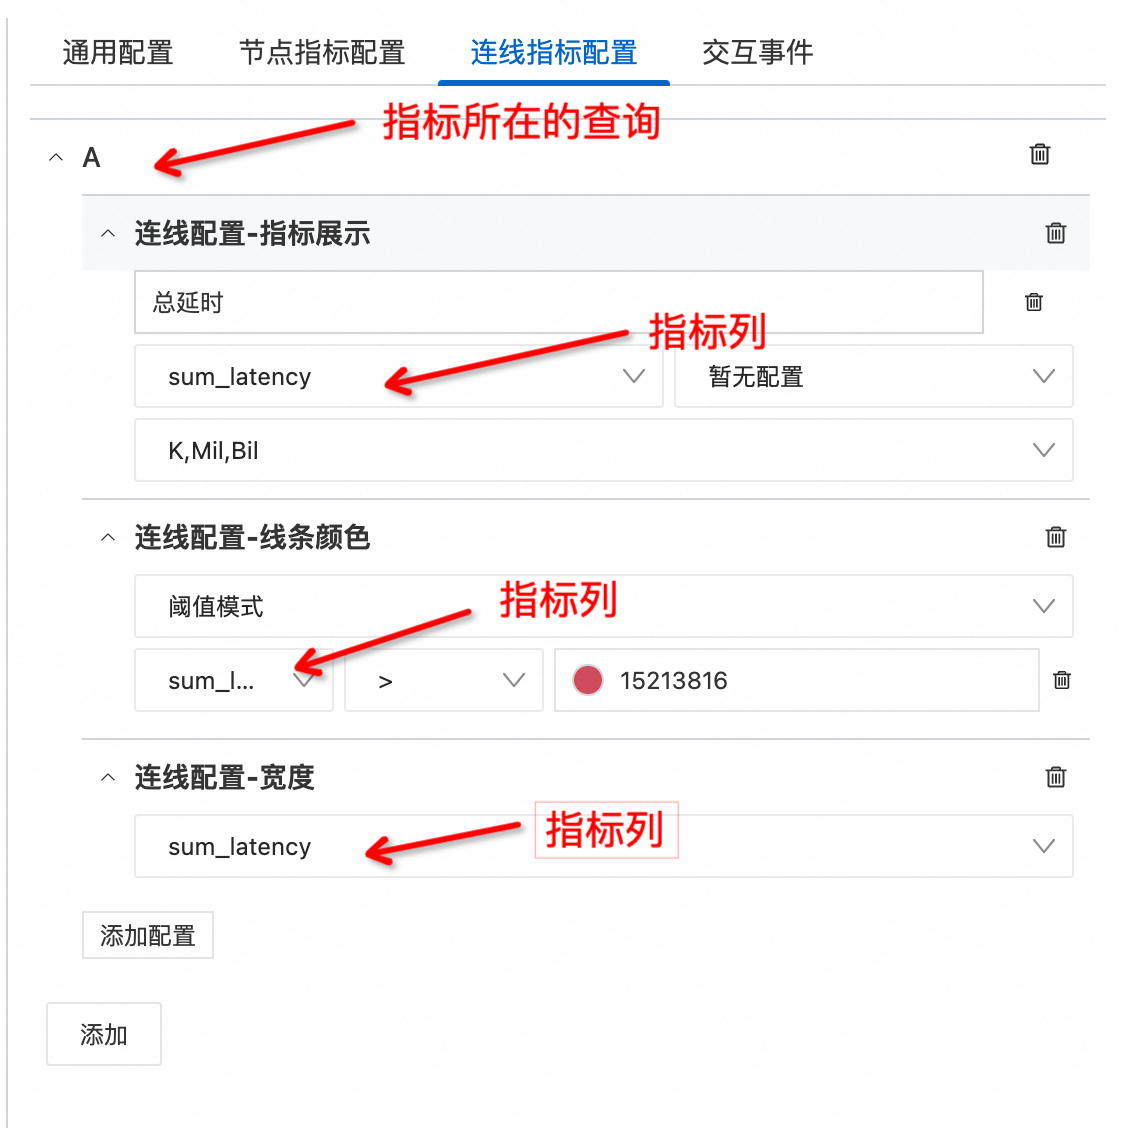 通用配置 节点指标配置 连线指标配置 交互事件
指标所在的查询
A
连线配置-指标展示
总延时
指标列
sum_latency 暂无配置
K,Mil,Bil
连线配置-线条颜色
阈值模式
指标列
sum_l... > 15213816
连线配置-宽度
指标列
sum_latency
添加配置
添加